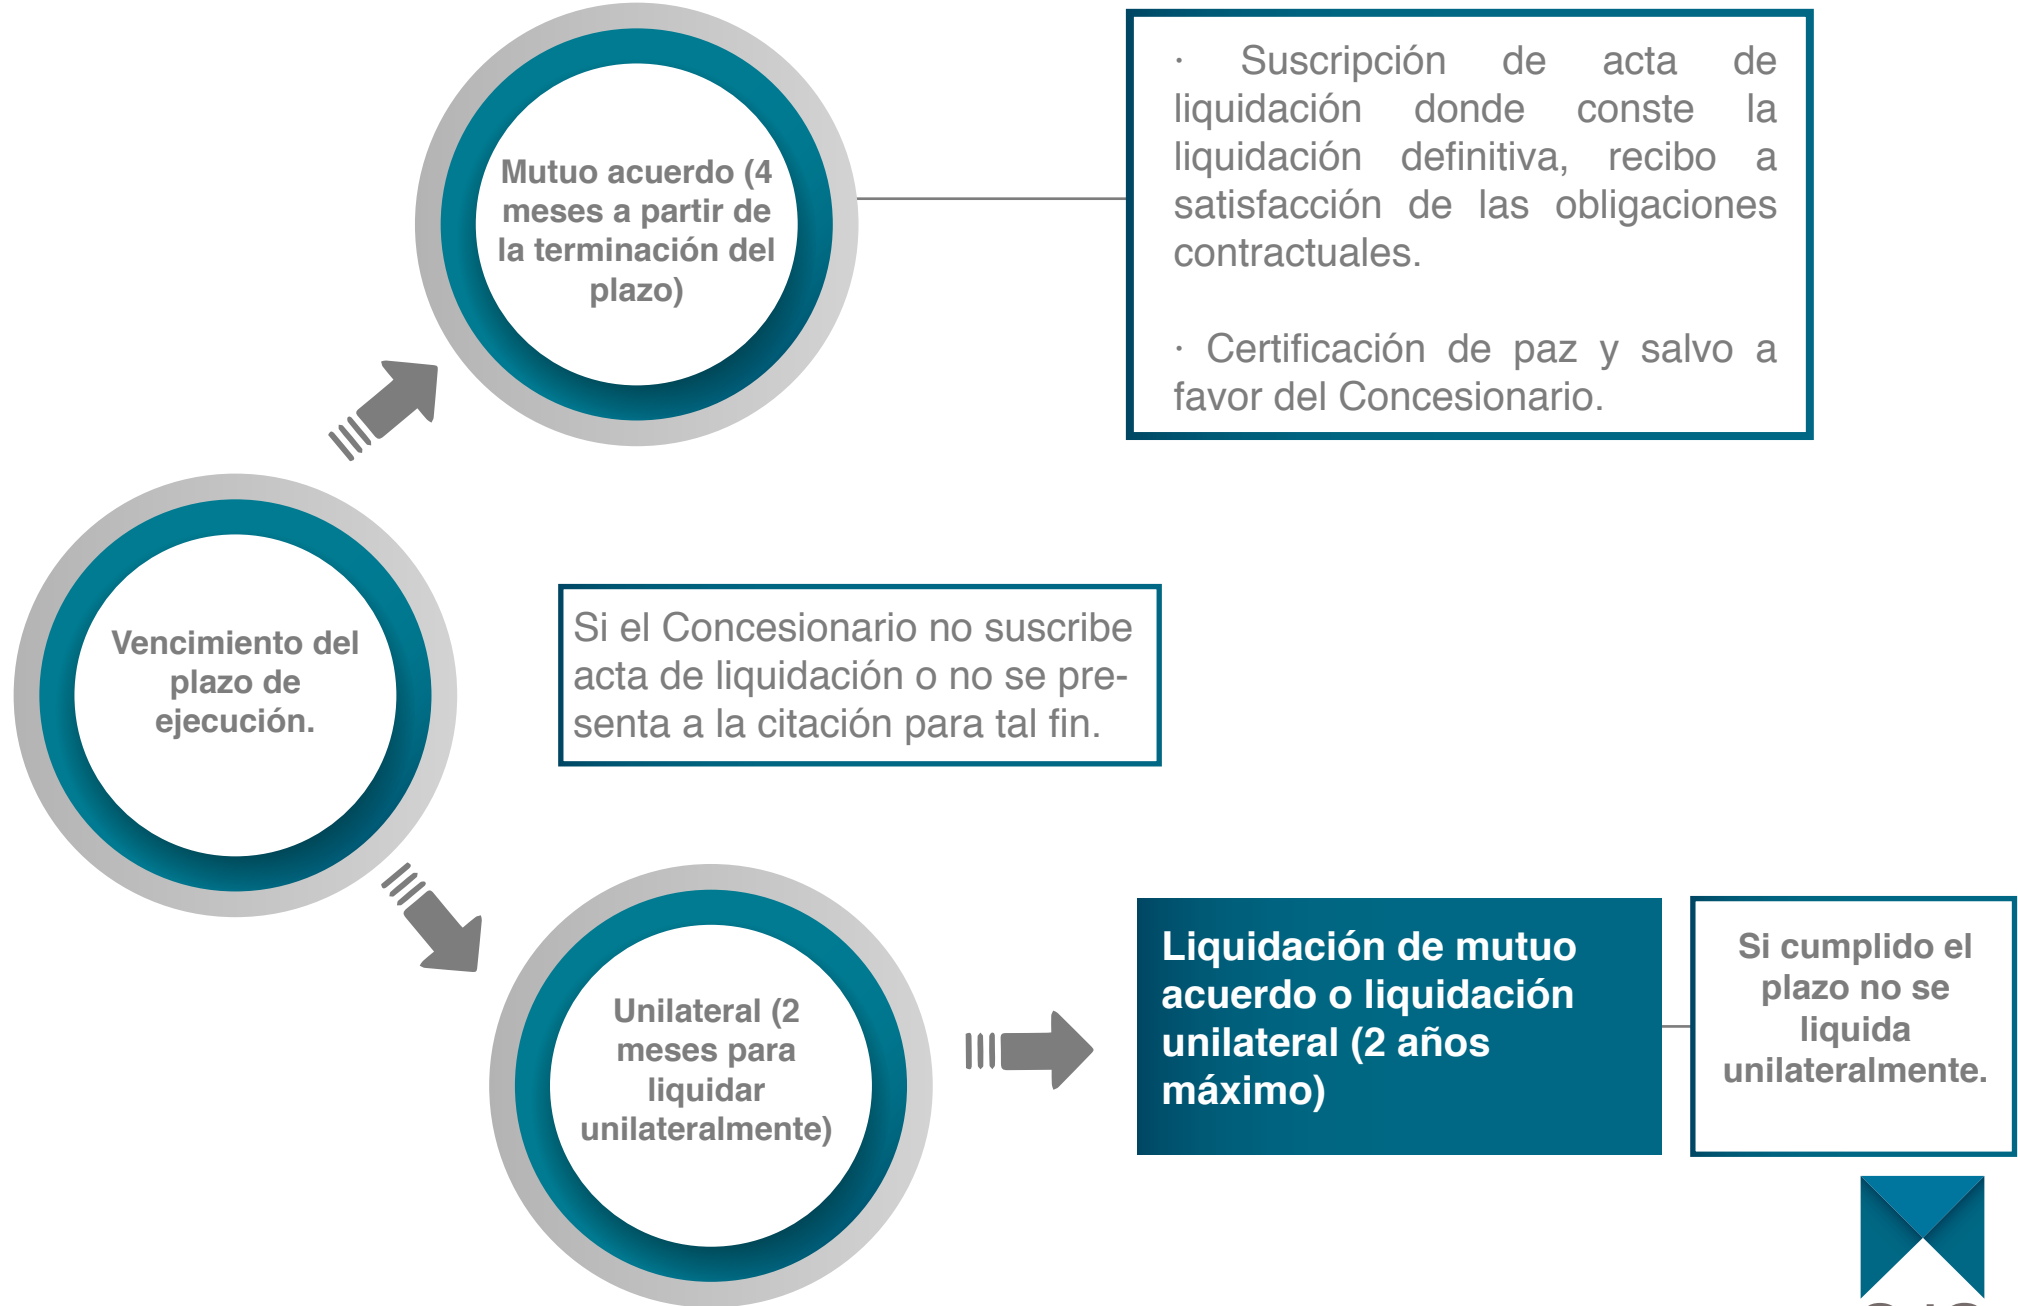 Mutuo acuerdo (4
meses a partir de
la terminación del
plazo)
· Suscripción de acta de
liquidación donde conste la
liquidación definitiva, recibo a
satisfacción de las obligaciones
contractuales.
· Certificación de paz y salvo a
favor del Concesionario.
Vencimiento del
plazo de
ejecución.
Si el Concesionario no suscribe
acta de liquidación o no se pre-
senta a la citación para tal fin.
Unilateral (2
meses para
liquidar
unilateralmente)
Liquidación de mutuo
acuerdo o liquidación
unilateral (2 años
máximo)
Si cumplido el
plazo no se
liquida
unilateralmente.